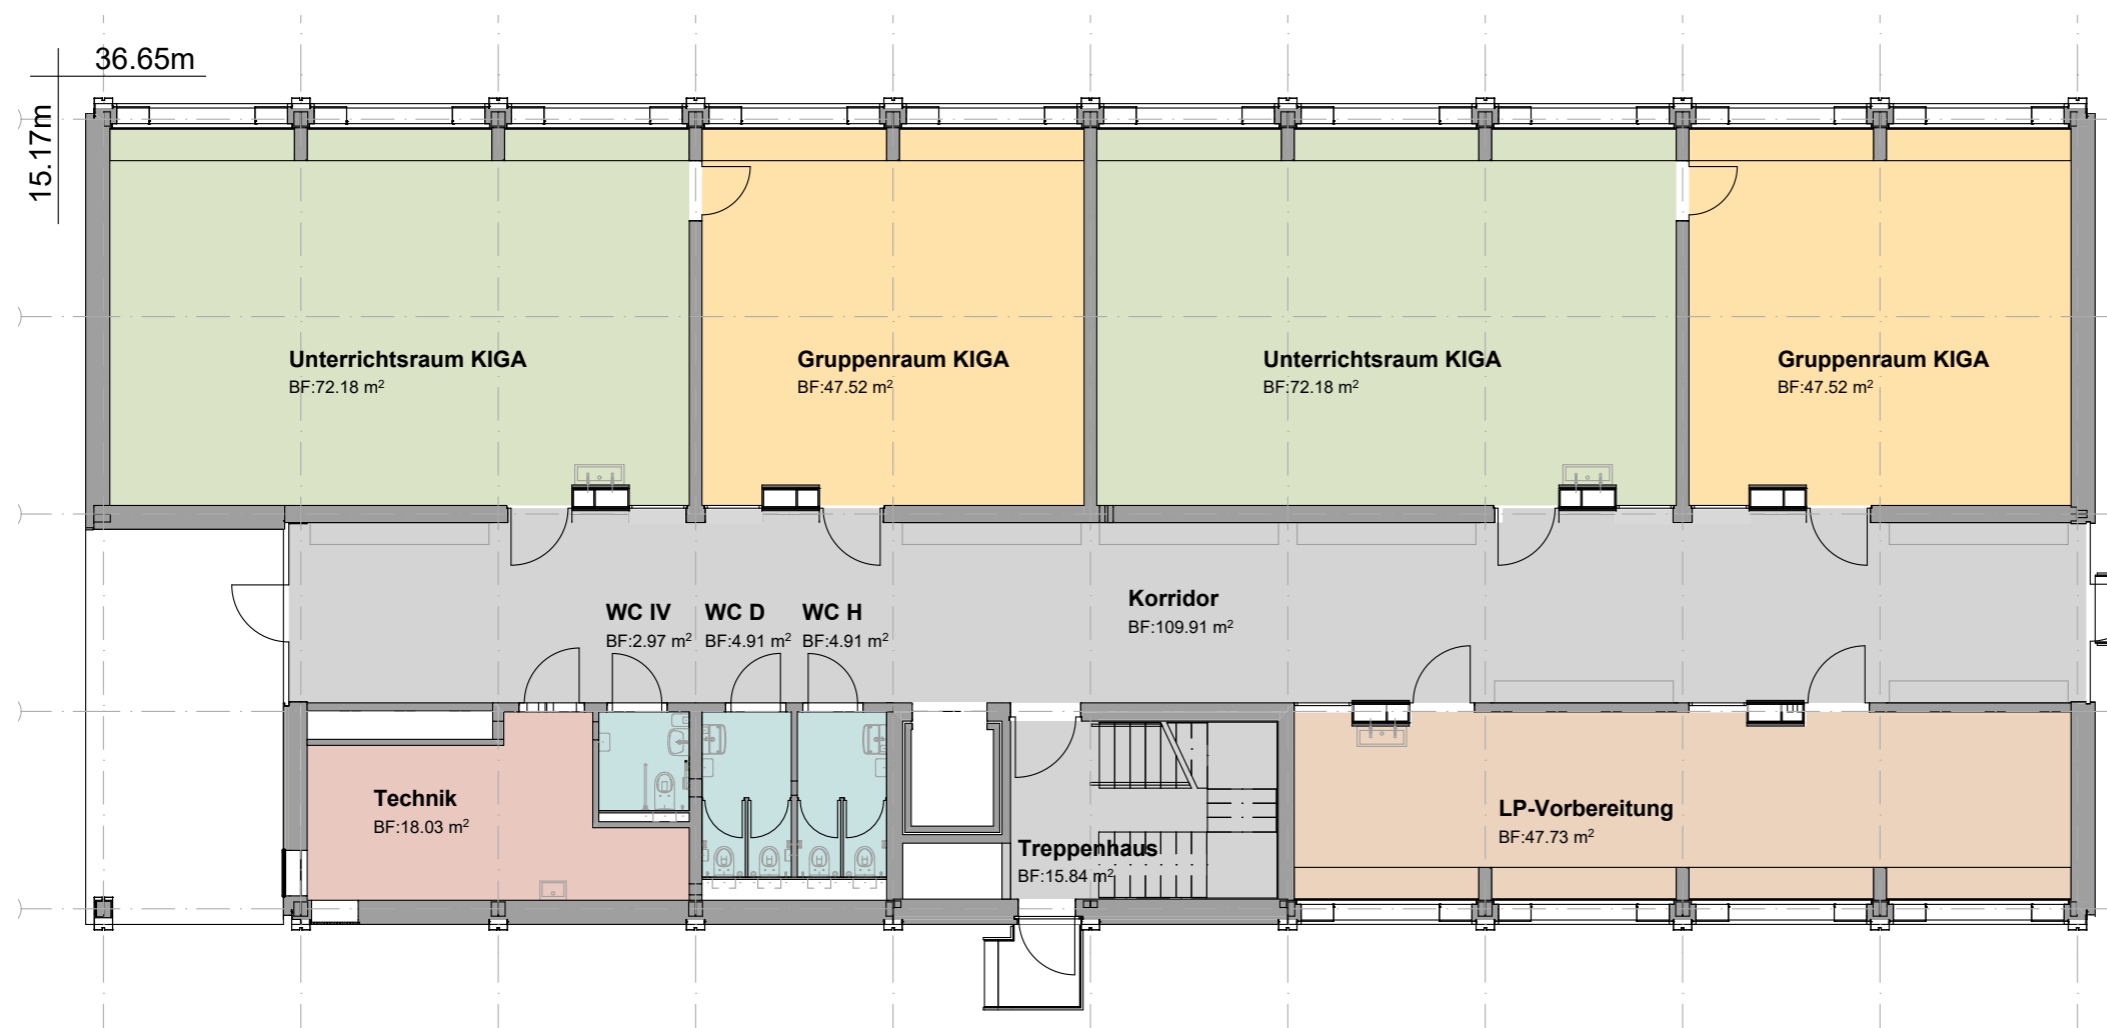 36.65m
15.17m
Unterrichtsraum KIGA
BF:72.18 m²
Gruppenraum KIGA
BF:47.52 m²
Unterrichtsraum KIGA
BF:72.18 m²
Gruppenraum KIGA
BF:47.52 m²
WC IV
BF:2.97 m²
WC D
BF:4.91 m²
WC H
BF:4.91 m²
Korridor
BF:109.91 m²
Technik
BF:18.03 m²
Treppenhaus
BF:15.84 m²
LP-Vorbereitung
BF:47.73 m²